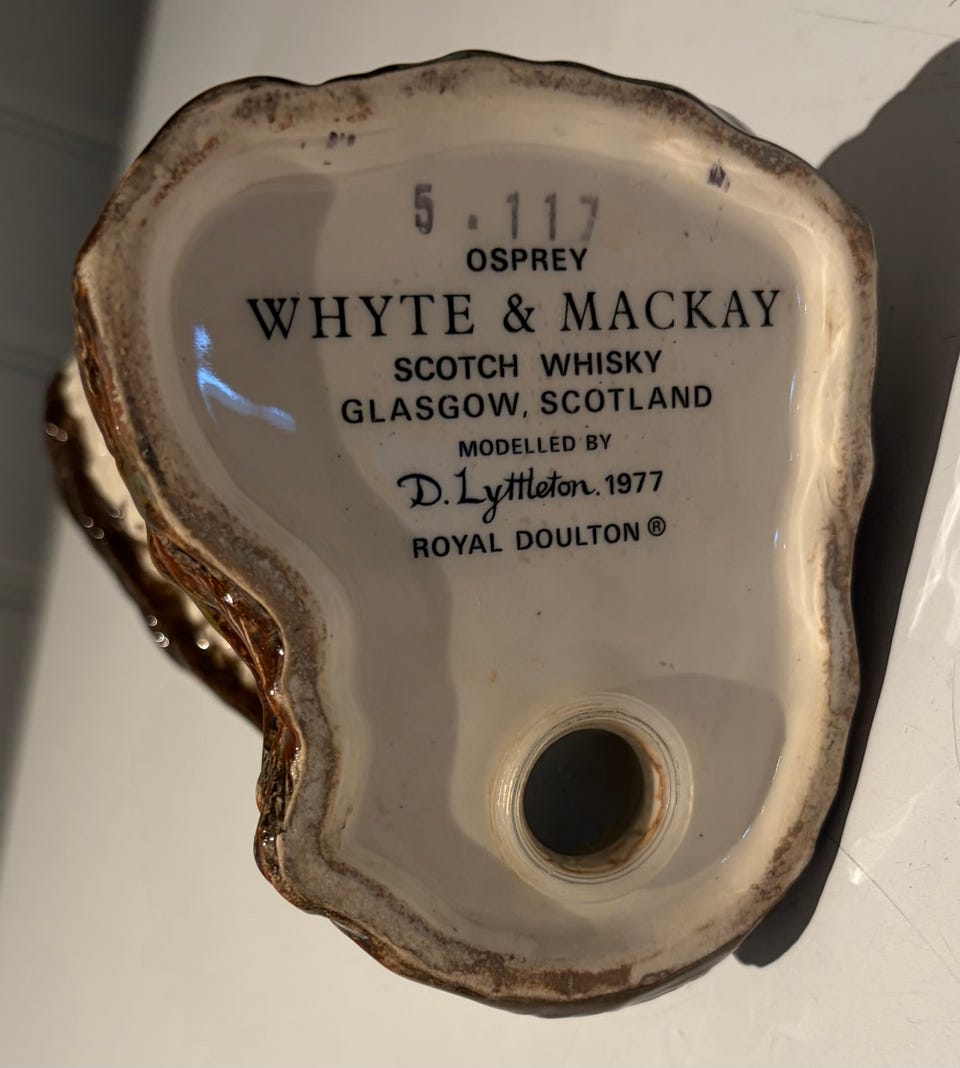 5 . 117
OSPREY
WHYTE & MACKAY
SCOTCH WHISKY
GLASGOW, SCOTLAND
MODELLED BY
D. Lyttleton. 1977
ROYAL DOULTON ®